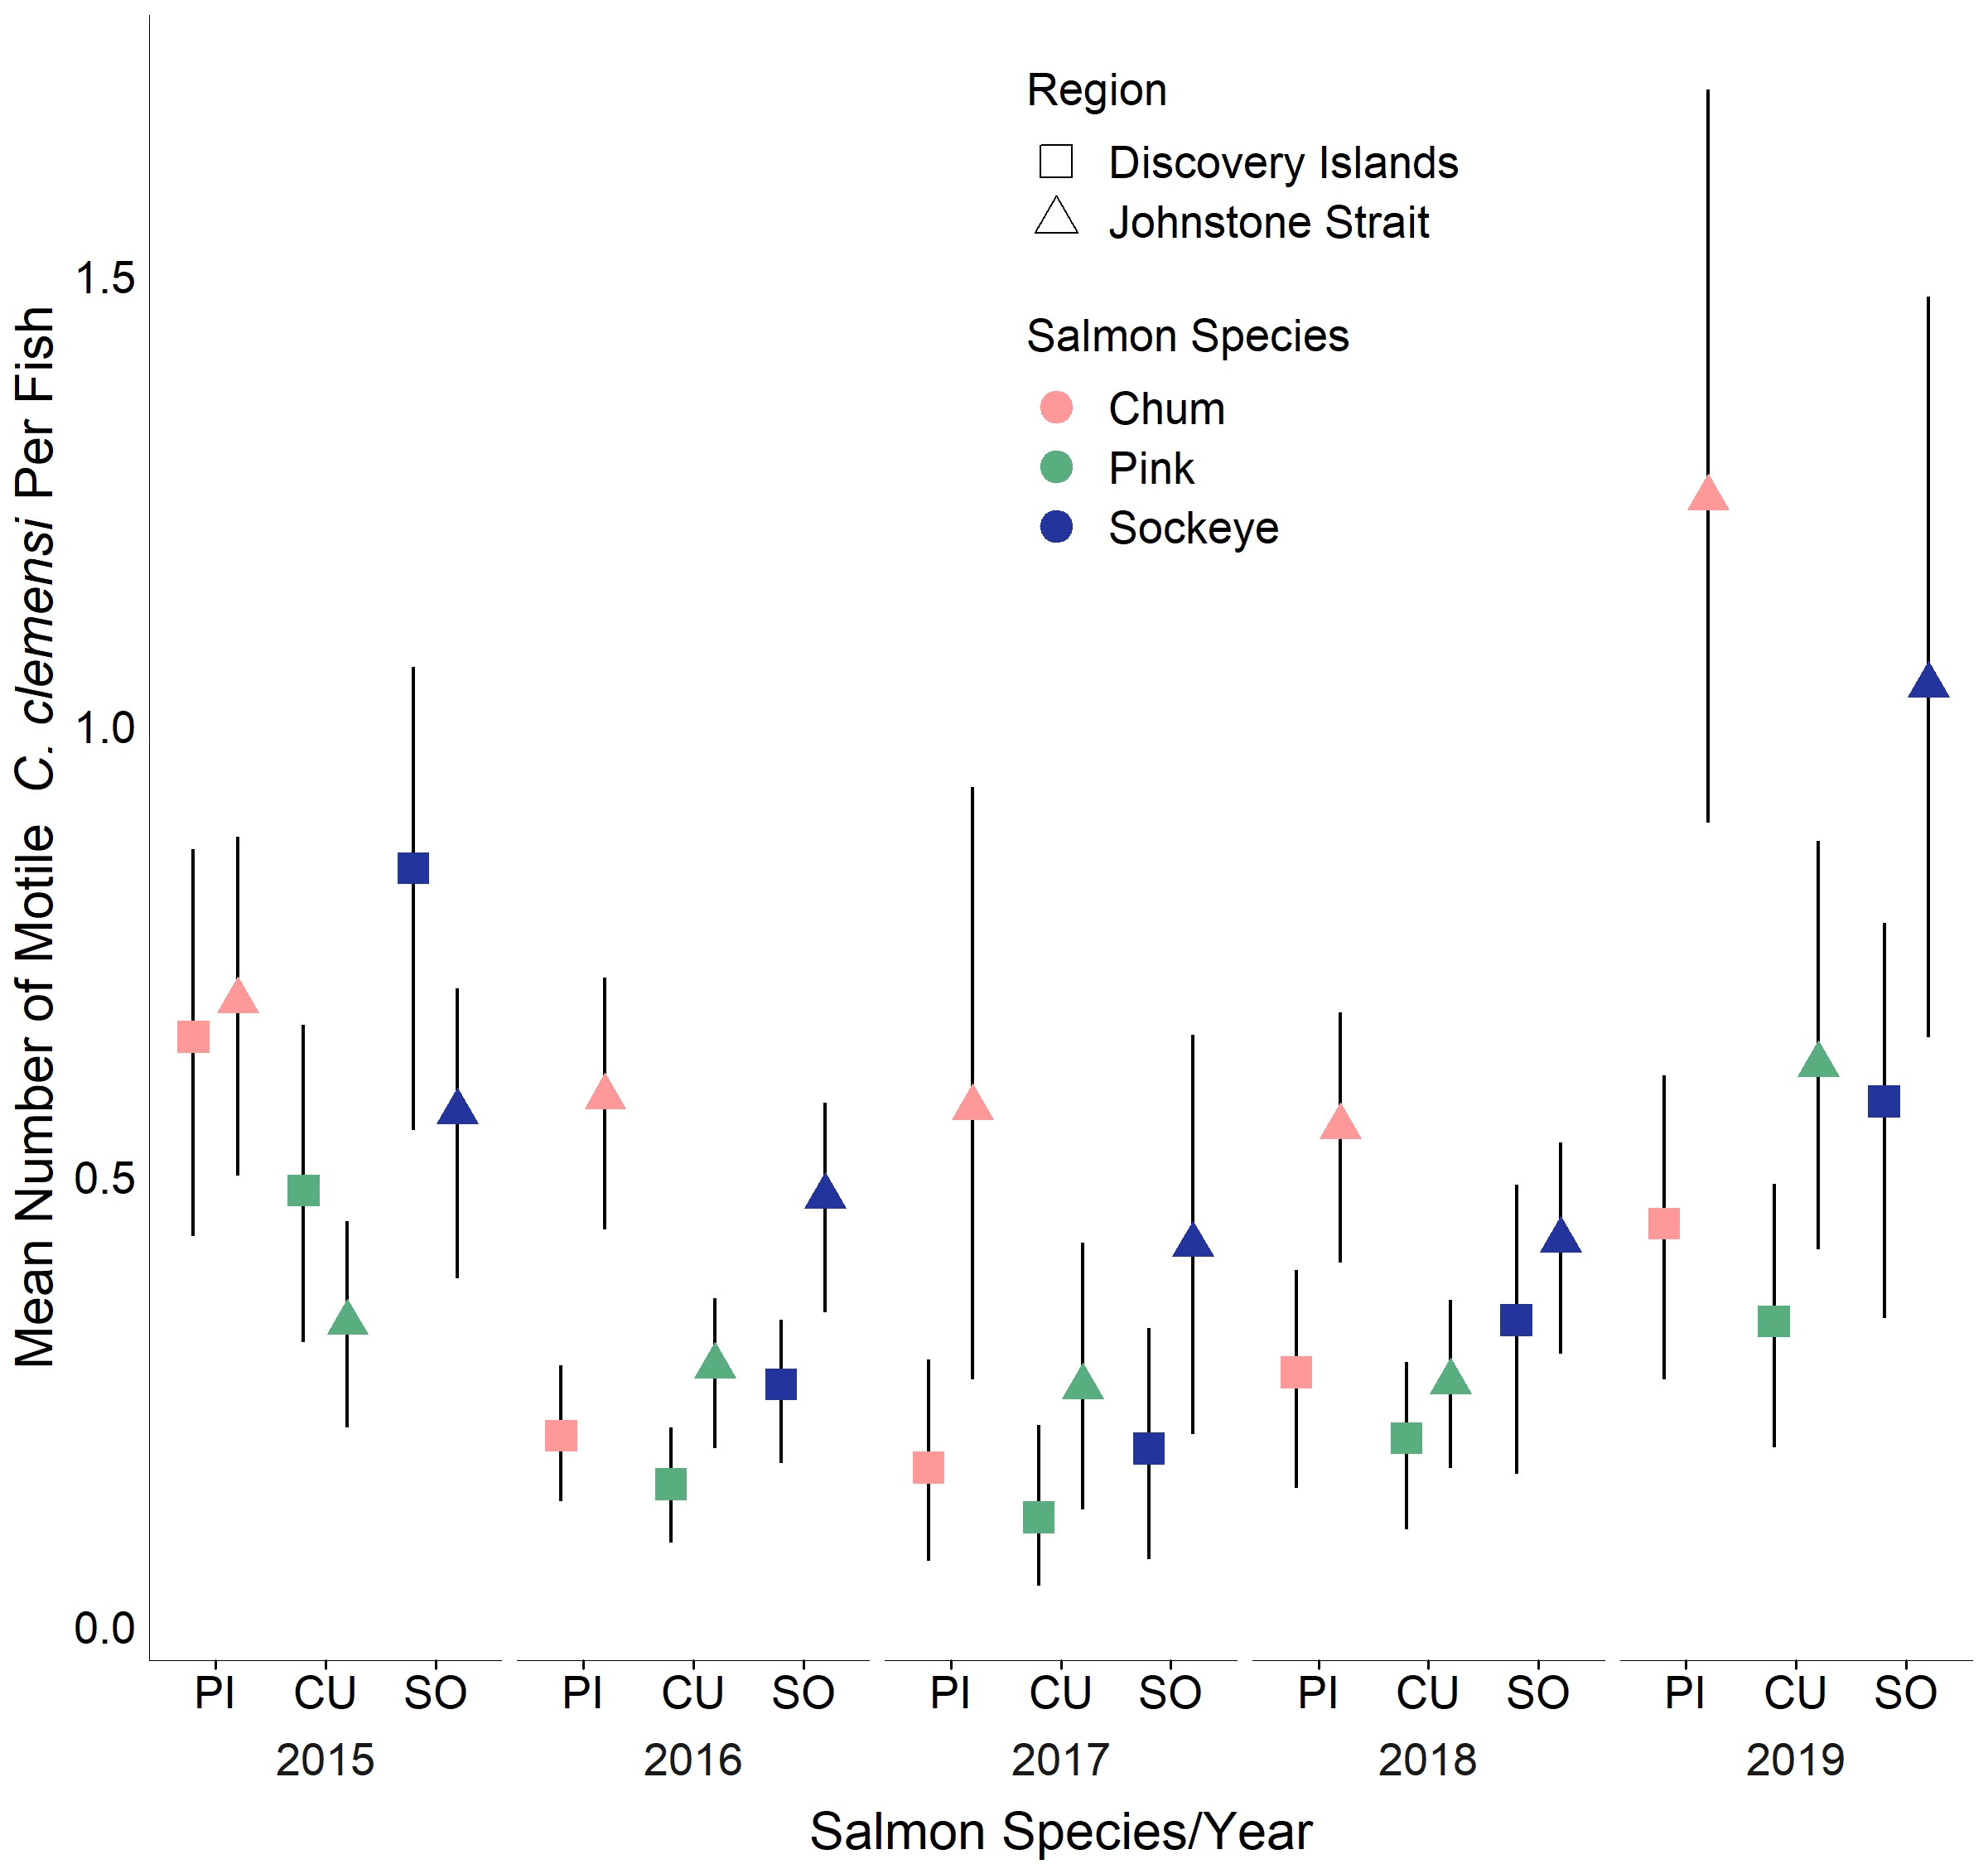 Mean Number of Motile C. clemensi Per Fish
Region
Discovery Islands
Johnstone Strait
Salmon Species
Chum
Pink
Sockeye
1.5
1.0
0.5
0.0
PI CU SO PI CU SO PI CU SO PI CU SO PI CU SO
2015 2016 2017 2018 2019
Salmon Species/Year